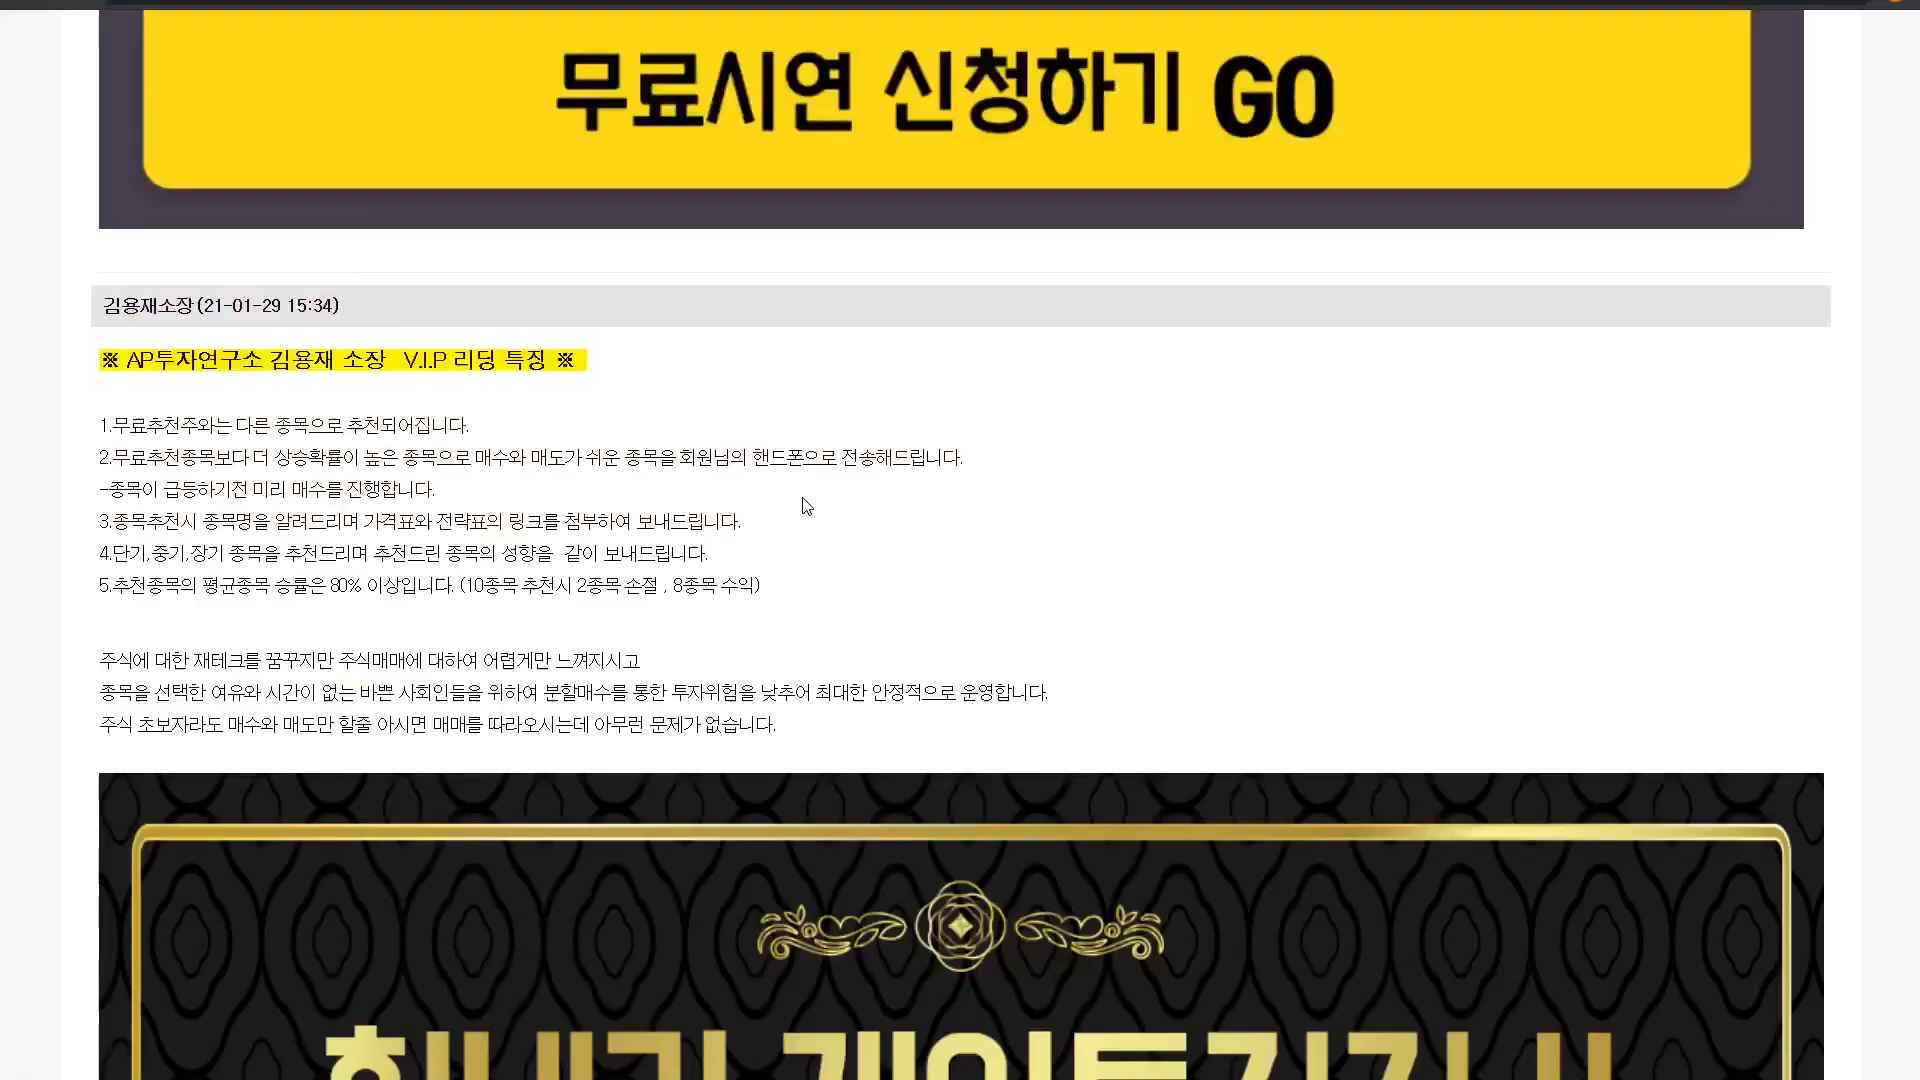 무료시연 신청하기 GO
김용재소장 (21-01-29 15:34)
※ AP투자연구소 김용재 소장 V.I.P 리딩 특징 ※
1.무료추천주와는 다른 종목으로 추천되어집니다.
2.무료추천종목보다 더 상승확률이 높은 종목으로 매수와 매도가 쉬운 종목을 회원님의 핸드폰으로 전송해드립니다.
-종목이 급등하기전 미리 매수를 진행합니다.
3.종목추천시 종목명을 알려드리며 가격표와 전략표의 링크를 첨부하여 보내드립니다.
4.단기,중기,장기 종목을 추천드리며 추천드린 종목의 성향을 같이 보내드립니다.
5.추천종목의 평균종목 승률은 80% 이상입니다. (10종목 추천시 2종목 손절 , 8종목 수익)
주식에 대한 재테크를 꿈꾸지만 주식매매에 대하여 어렵게만 느껴지시고
종목을 선택한 여유와 시간이 없는 바쁜 사회인들을 위하여 분할매수를 통한 투자위험을 낮추어 최대한 안정적으로 운영합니다.
주식 초보자라도 매수와 매도만 할줄 아시면 매매를 따라오시는데 아무런 문제가 없습니다.